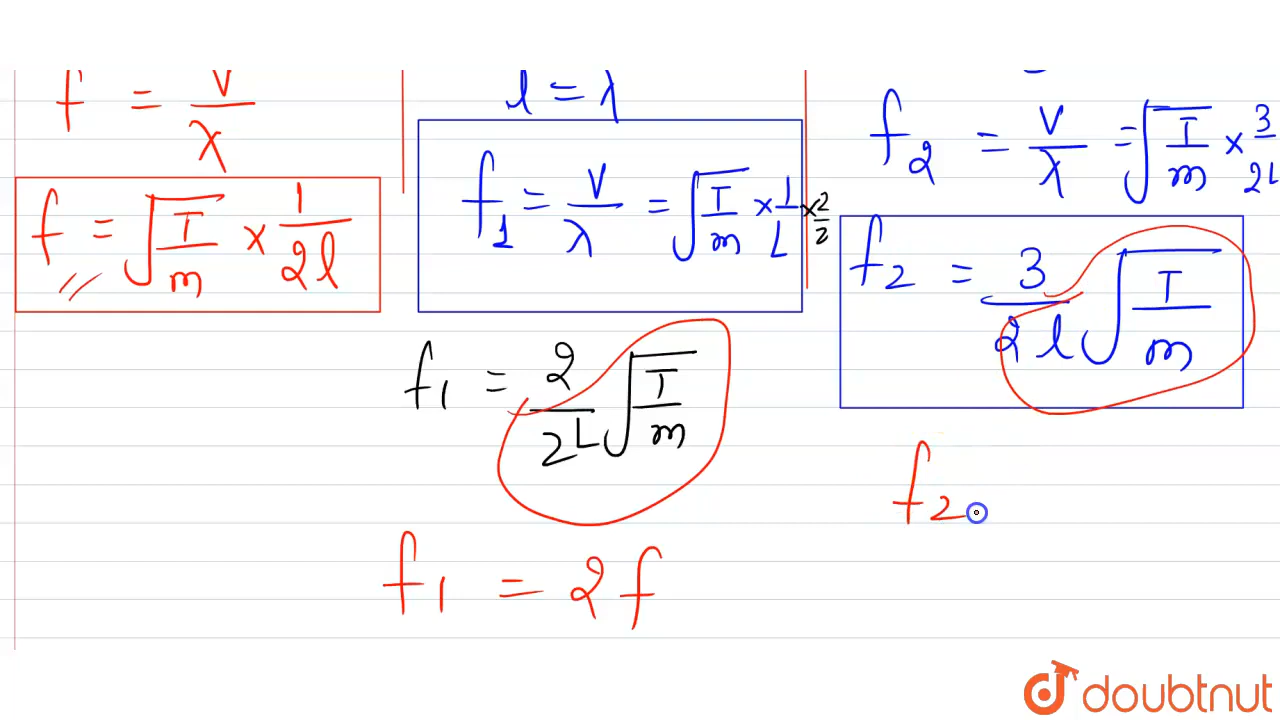 f = v/λ
f = √(T/m) × 1/2l
l = λ
f1 = v/λ = √(T/m) × 1/L × 2/2
f1 = 2/2L √(T/m)
f1 = 2f
f2 = v/λ = √(T/m) × 3/2L
f2 = 3/2l √(T/m)
f2
doubtnut